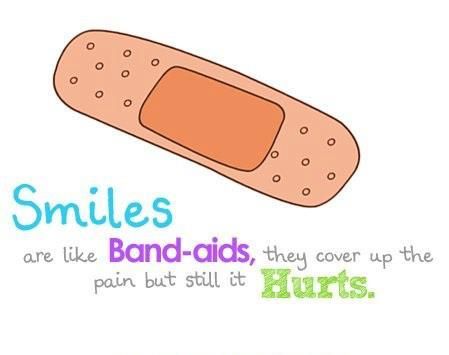 Smiles
are like Band-aids, they cover up the
pain but still it Hurts.